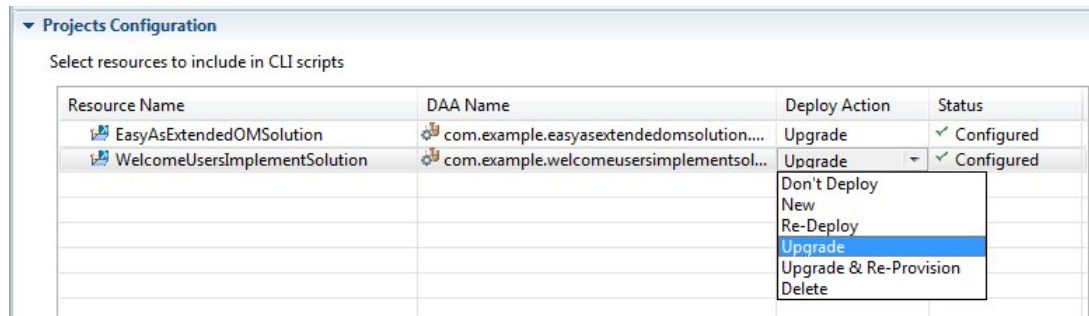 Projects Configuration
Select resources to include in CLI scripts
Resource Name DAA Name Deploy Action Status
EasyAsExtendedOMSolution com.example.easyasextendedomsolution.... Upgrade Configured
WelcomeUsersImplementSolution com.example.welcomeusersimplementsol... Upgrade Configured
Don't Deploy
New
Re-Deploy
Upgrade
Upgrade & Re-Provision
Delete